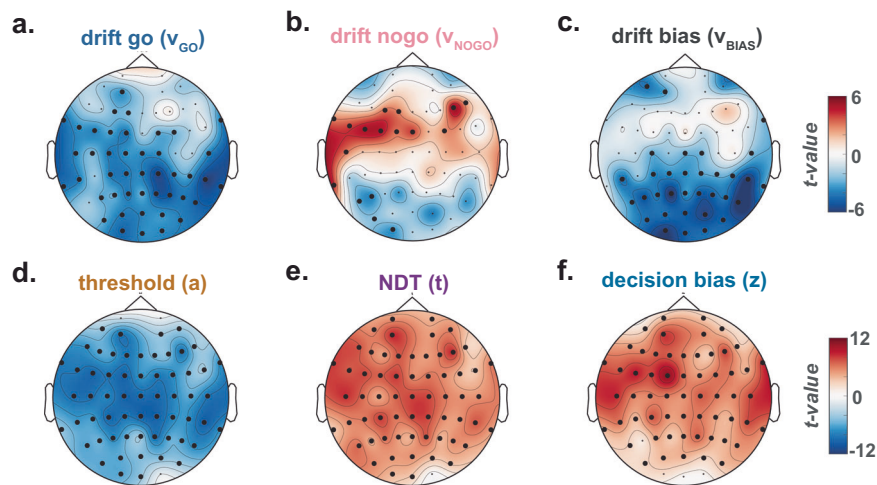 a.
drift go (vGO)
b.
drift nogo (vNOGO)
c.
drift bias (vBIAS)
6
0
-6
t-value
d.
threshold (a)
e.
NDT (t)
f.
decision bias (z)
12
0
-12
t-value